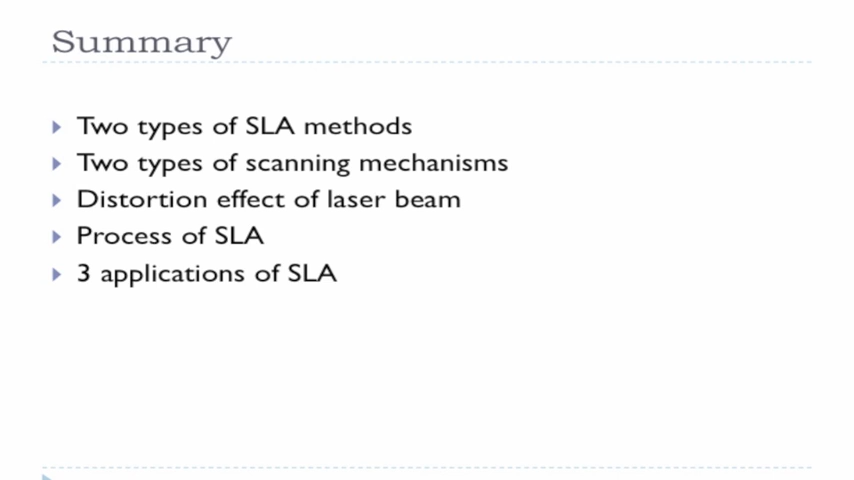 Summary
Two types of SLA methods
Two types of scanning mechanisms
Distortion effect of laser beam
Process of SLA
3 applications of SLA